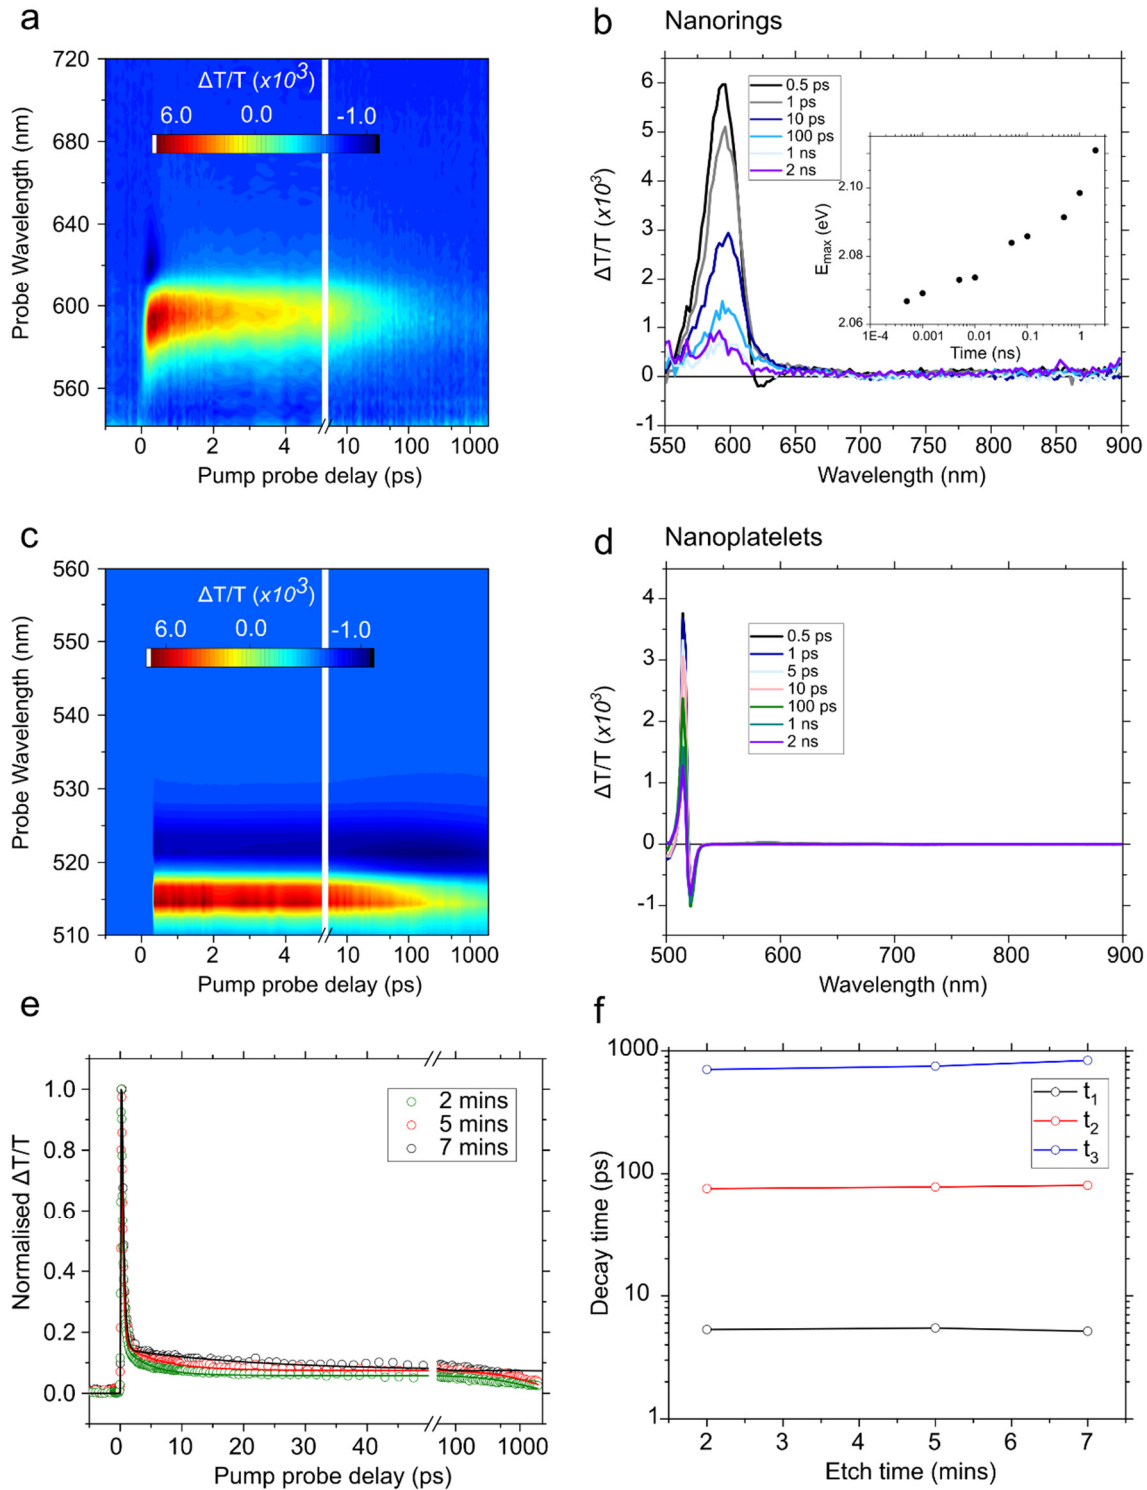 a
ΔT/T (x10³)
6.0 0.0 -1.0
720
680
640
600
560
Probe Wavelength (nm)
0 2 4 10 100 1000
Pump probe delay (ps)
b Nanorings
6
5
4
3
2
1
0
-1
ΔT/T (x10³)
0.5 ps
1 ps
10 ps
100 ps
1 ns
2 ns
2.10
2.08
2.06
Emax (eV)
1E-4 0.0001 0.01 0.1 1
Time (ns)
550 600 650 700 750 800 850 900
Wavelength (nm)
c
ΔT/T (x10³)
6.0 0.0 -1.0
560
550
540
530
520
510
Probe Wavelength (nm)
0 2 4 10 100 1000
Pump probe delay (ps)
d Nanoplatelets
4
3
2
1
0
-1
ΔT/T (x10³)
0.5 ps
1 ps
5 ps
10 ps
100 ps
1 ns
2 ns
500 600 700 800 900
Wavelength (nm)
e
1.0
0.8
0.6
0.4
0.2
0.0
Normalised ΔT/T
2 mins
5 mins
7 mins
0 10 20 30 40 100 1000
Pump probe delay (ps)
f
1000
100
10
1
Decay time (ps)
t₁
t₂
t₃
2 3 4 5 6 7
Etch time (mins)